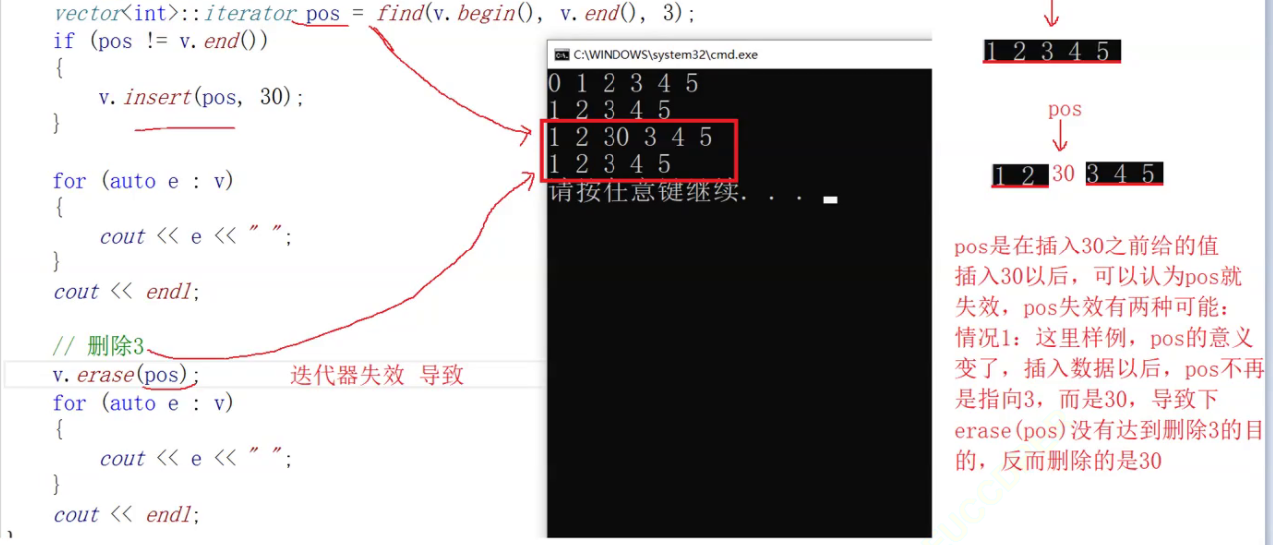 vector<int>::iterator pos = find(v.begin(), v.end(), 3);
if (pos != v.end())
{
v.insert(pos, 30);
}
for (auto e : v)
{
cout << e << " ";
}
cout << endl;
// 删除3
v.erase(pos);
迭代器失效 导致
for (auto e : v)
{
cout << e << " ";
}
cout << endl;
}
C:\WINDOWS\system32\cmd.exe
0 1 2 3 4 5
1 2 3 4 5
1 2 30 3 4 5
1 2 3 4 5
请按任意键继续. . .
1 2 3 4 5
pos
1 2 30 3 4 5
pos是在插入30之前给的值
插入30以后，可以认为pos就
失效，pos失效有两种可能：
情况1：这里样例，pos的意义
变了，插入数据以后，pos不再
是指向3，而是30，导致下
erase(pos)没有达到删除3的目
的，反而删除的是30